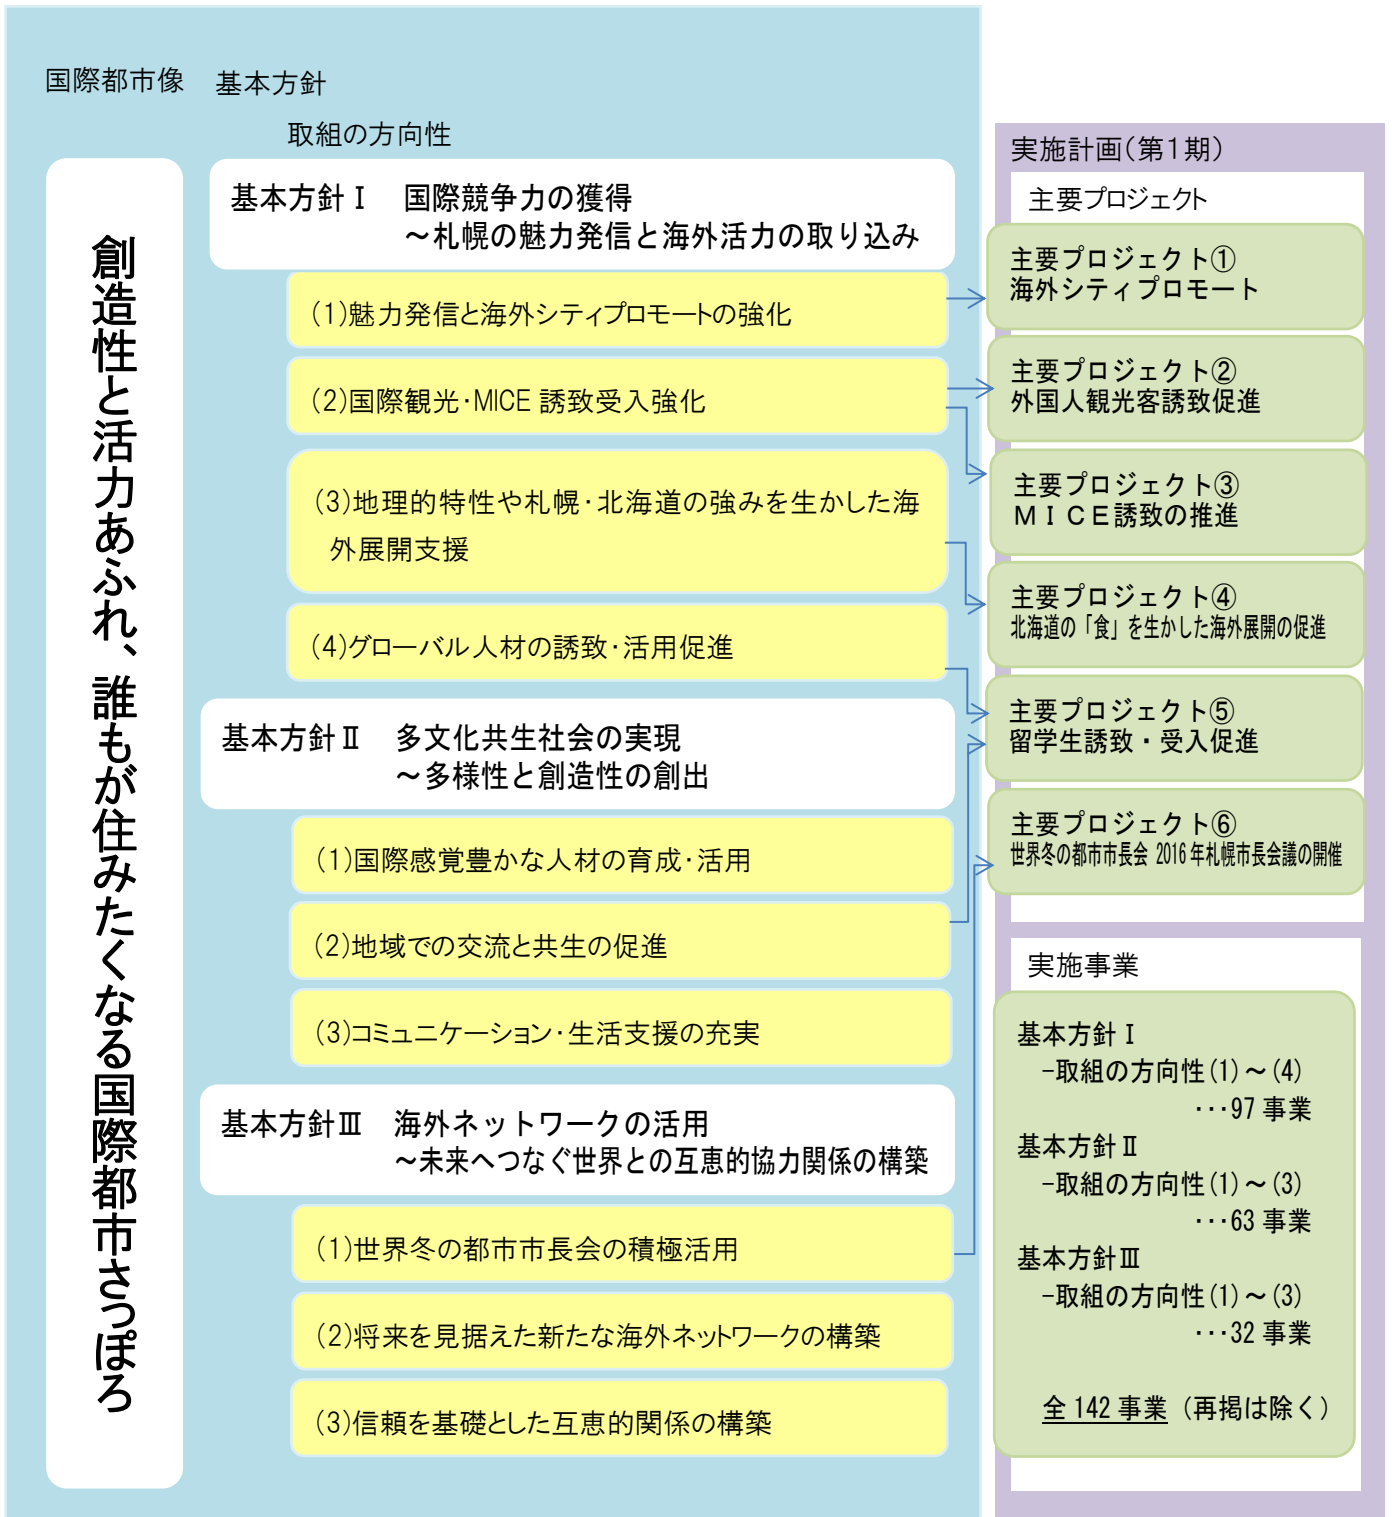 国際都市像
基本方針
取組の方向性
創造性と活力あふれ、誰もが住みたくなる国際都市さっぽろ
基本方針Ⅰ 国際競争力の獲得
～札幌の魅力発信と海外活力の取り込み
(1)魅力発信と海外シティプロモートの強化
(2)国際観光・MICE 誘致受入強化
(3)地理的特性や札幌・北海道の強みを生かした海
外展開支援
(4)グローバル人材の誘致・活用促進
基本方針Ⅱ 多文化共生社会の実現
～多様性と創造性の創出
(1)国際感覚豊かな人材の育成・活用
(2)地域での交流と共生の促進
(3)コミュニケーション・生活支援の充実
基本方針Ⅲ 海外ネットワークの活用
～未来へつなぐ世界との互恵的協力関係の構築
(1)世界冬の都市市長会の積極活用
(2)将来を見据えた新たな海外ネットワークの構築
(3)信頼を基礎とした互恵的関係の構築
実施計画(第1期)
主要プロジェクト
主要プロジェクト①
海外シティプロモート
主要プロジェクト②
外国人観光客誘致促進
主要プロジェクト③
ＭＩＣＥ誘致の推進
主要プロジェクト④
北海道の「食」を生かした海外展開の促進
主要プロジェクト⑤
留学生誘致・受入促進
主要プロジェクト⑥
世界冬の都市市長会 2016 年札幌市長会議の開催
実施事業
基本方針Ⅰ
-取組の方向性(1)～(4)
・・・97 事業
基本方針Ⅱ
-取組の方向性(1)～(3)
・・・63 事業
基本方針Ⅲ
-取組の方向性(1)～(3)
・・・32 事業
全 142 事業（再掲は除く）